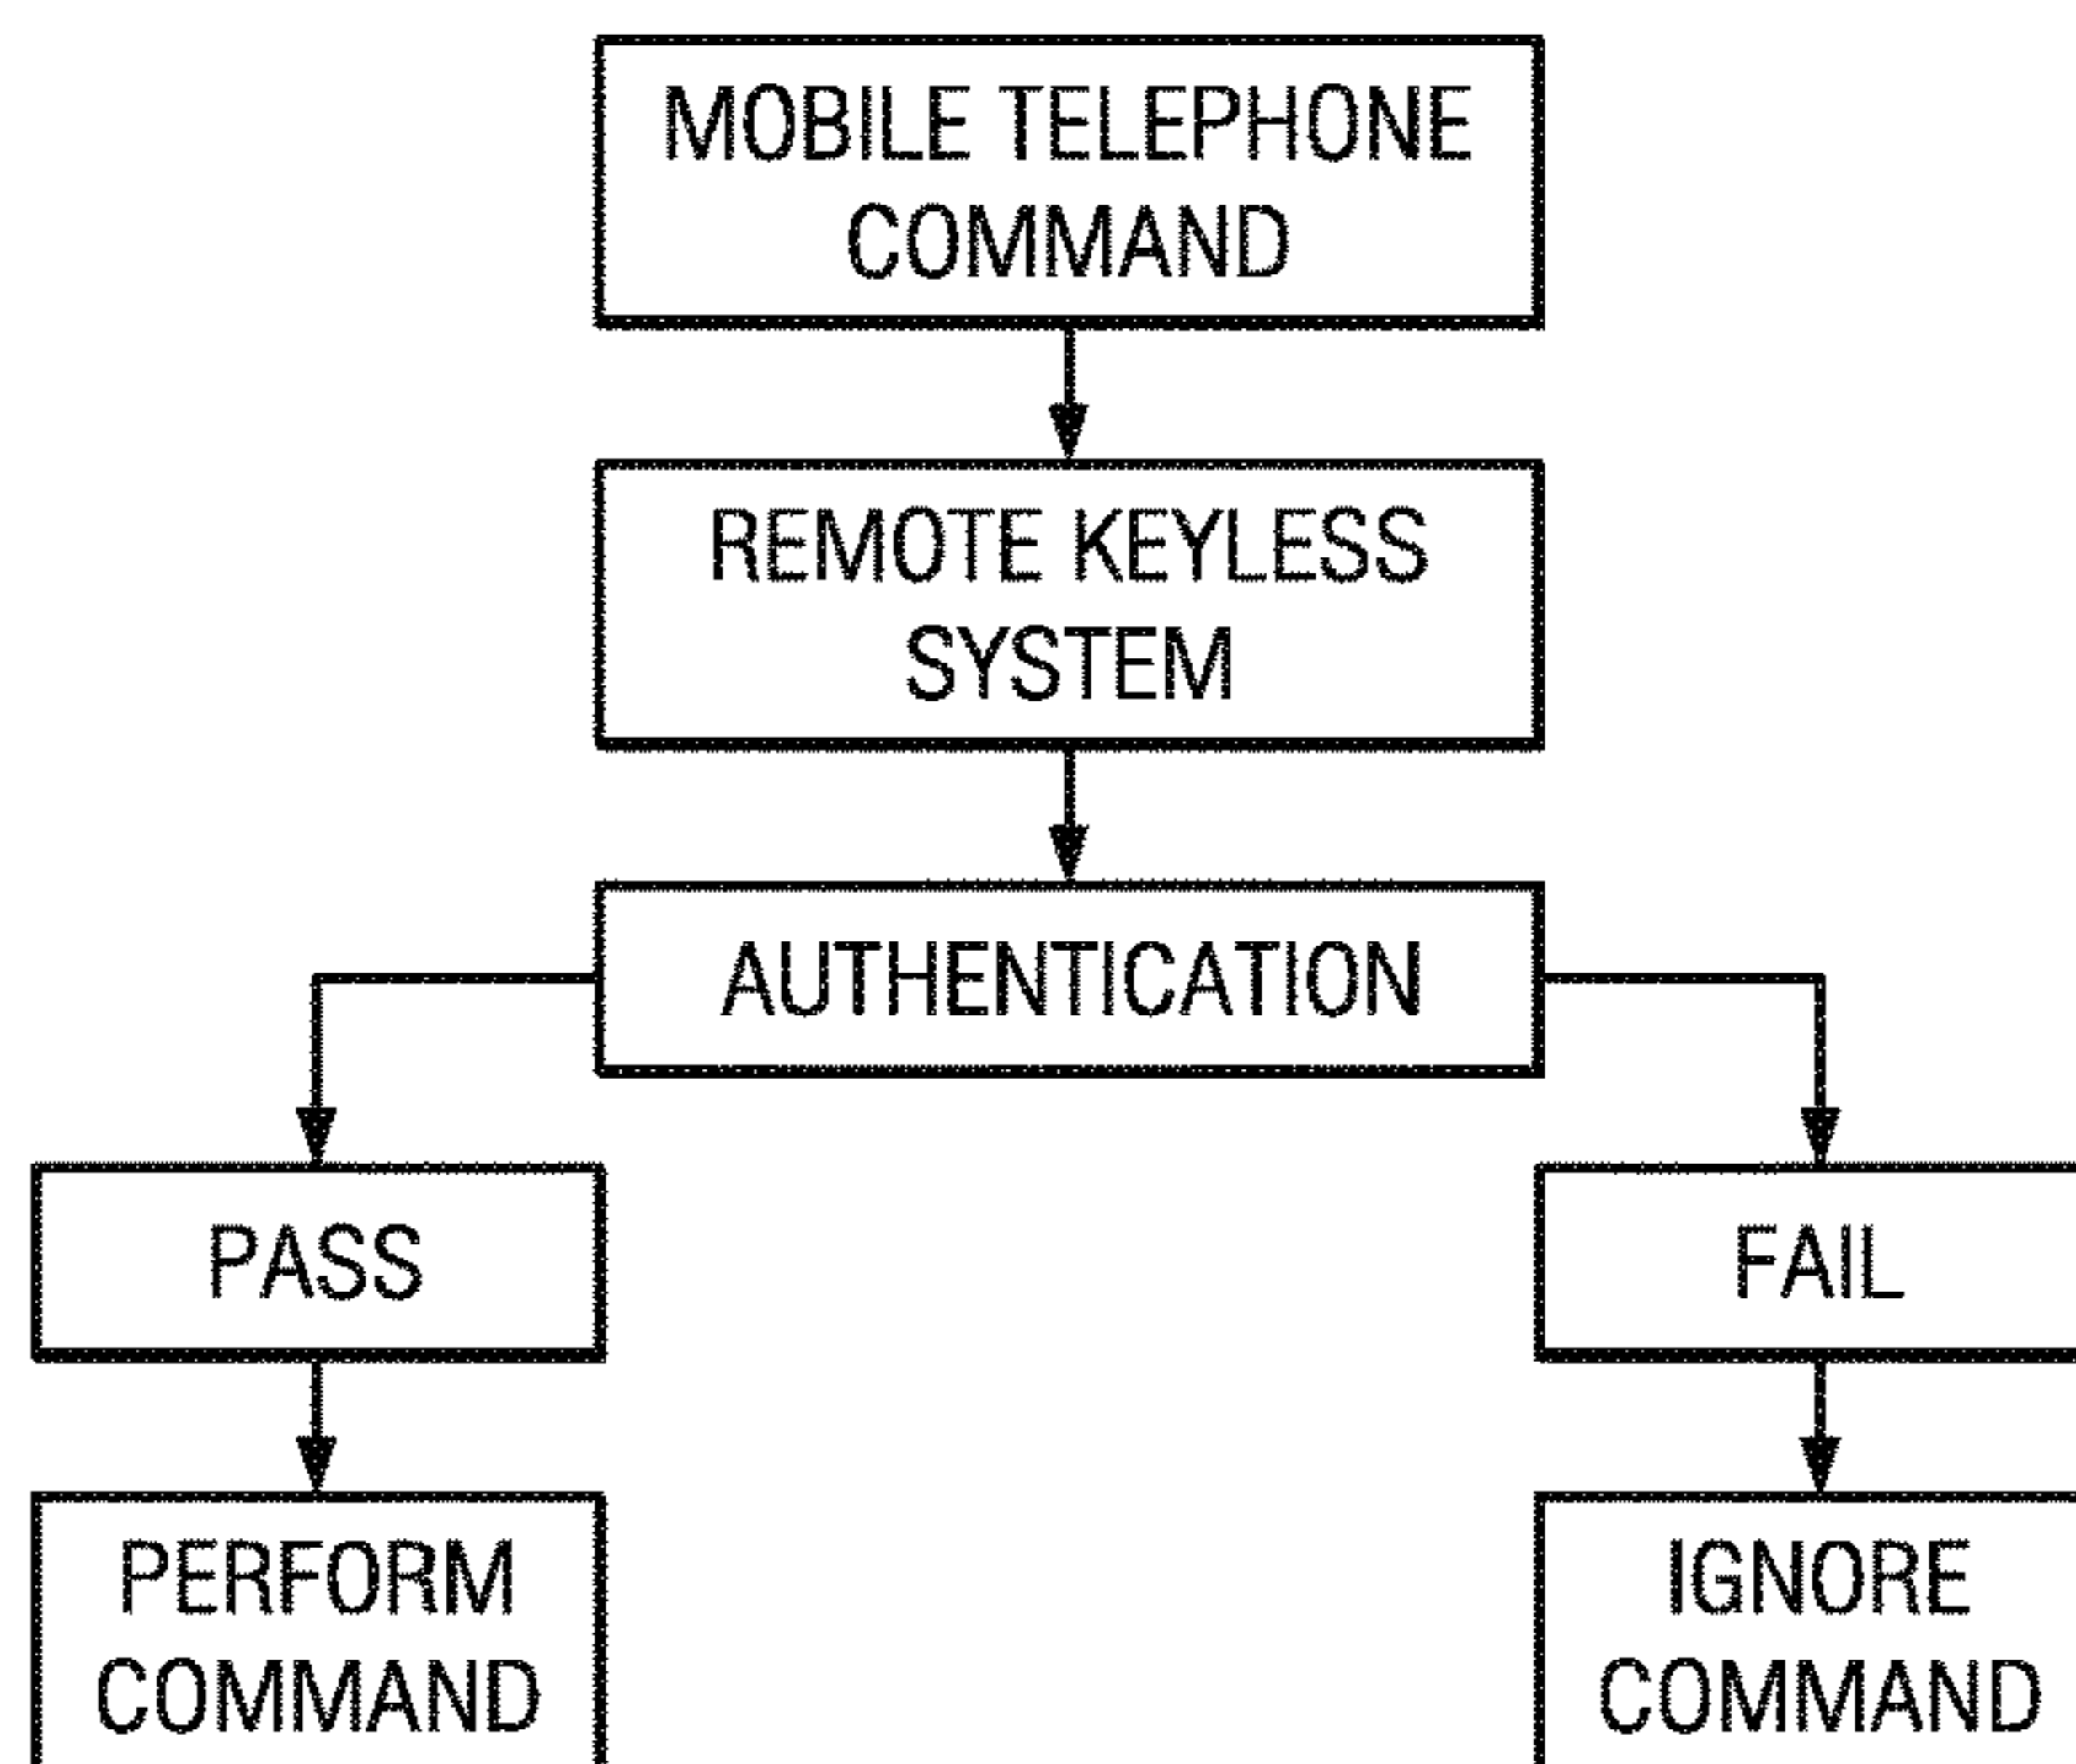 MOBILE TELEPHONE
COMMAND
REMOTE KEYLESS
SYSTEM
AUTHENTICATION
PASS
FAIL
PERFORM
COMMAND
IGNORE
COMMAND